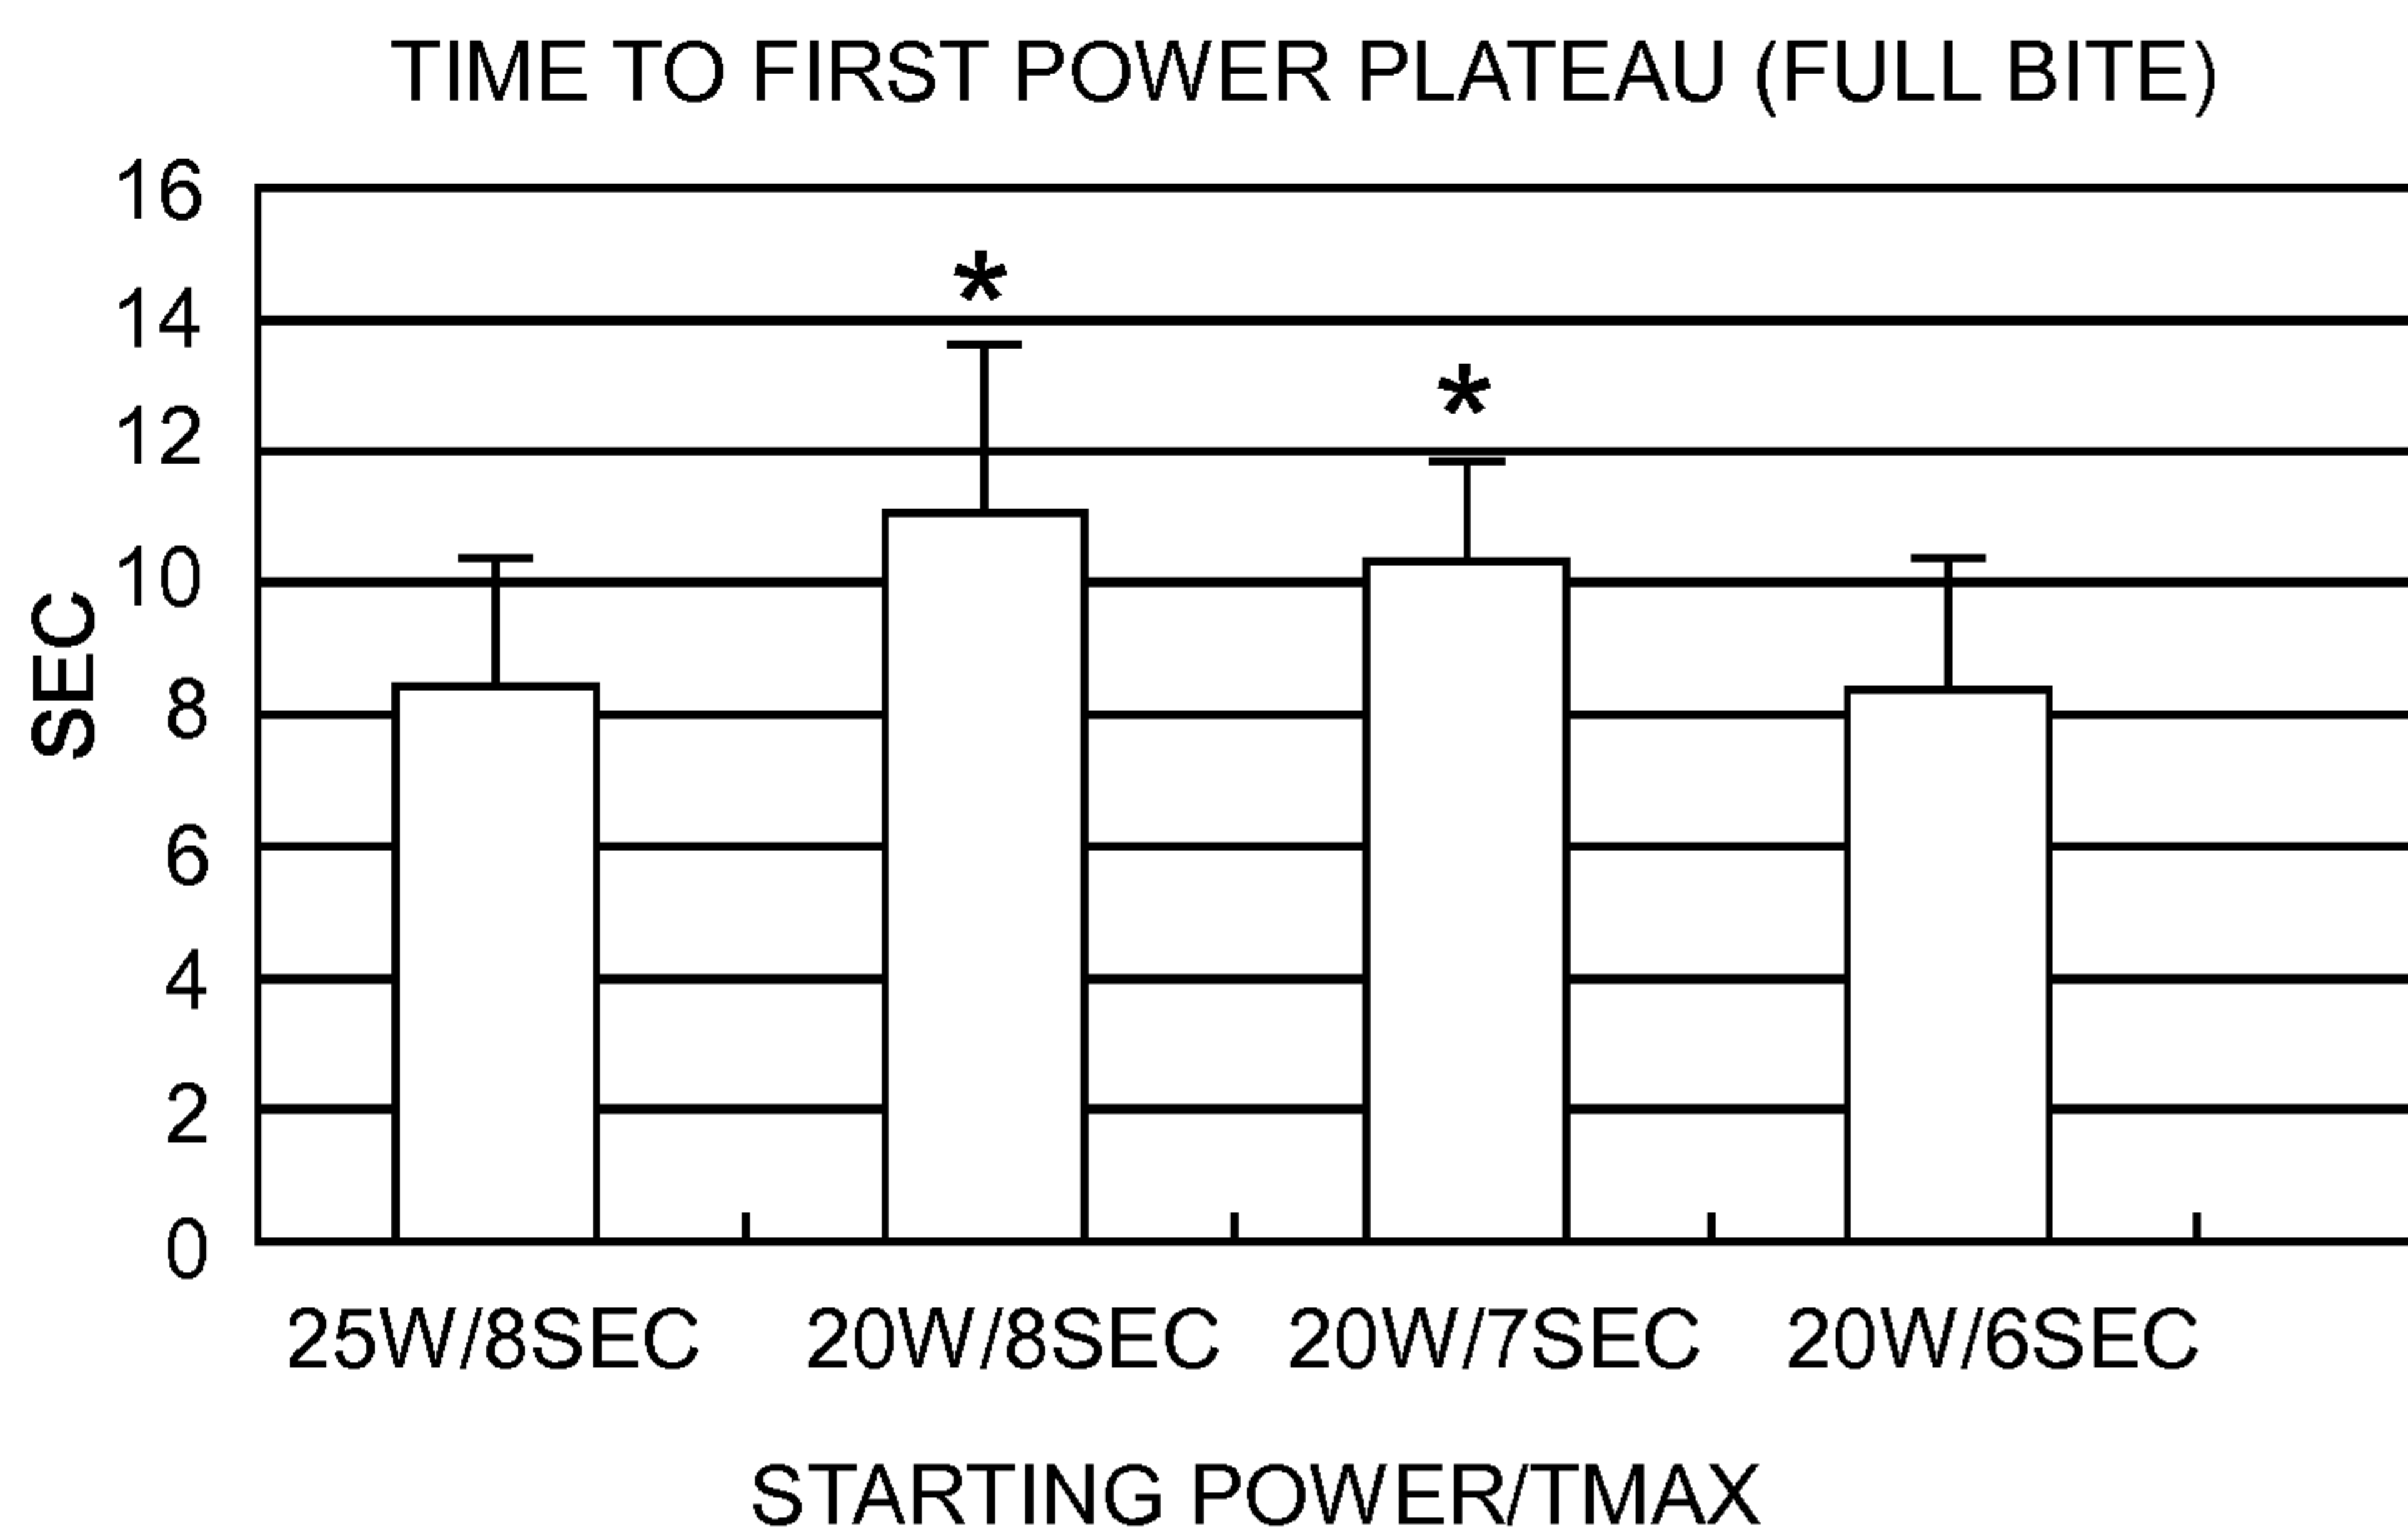 TIME TO FIRST POWER PLATEAU (FULL BITE)
16
14
12
10
8
6
4
2
0
SEC
*
*
25W/8SEC 20W/8SEC 20W/7SEC 20W/6SEC
STARTING POWER/TMAX